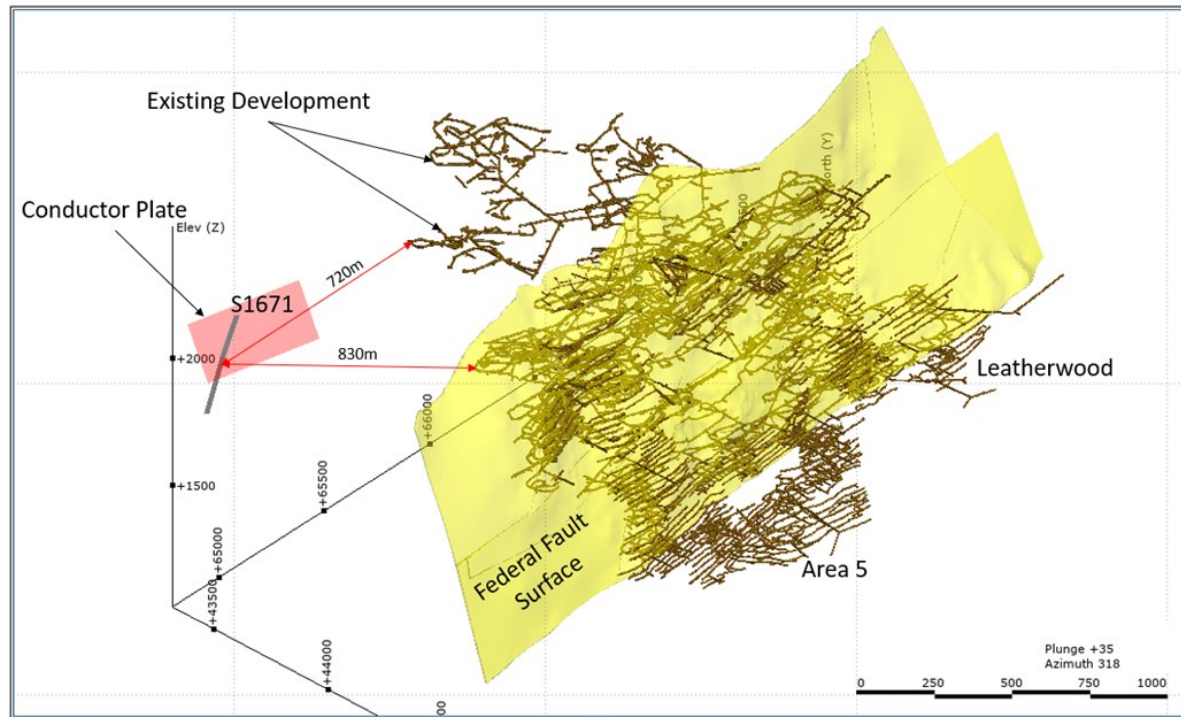 Existing Development
Conductor Plate
Elev (Z)
S1671
720m
830m
+2000
+1500
+66000
+65500
+65000
+43500
+44000
North (Y)
Leatherwood
Federal Fault
Surface
Area 5
Plunge +35
Azimuth 318
0 250 500 750 1000